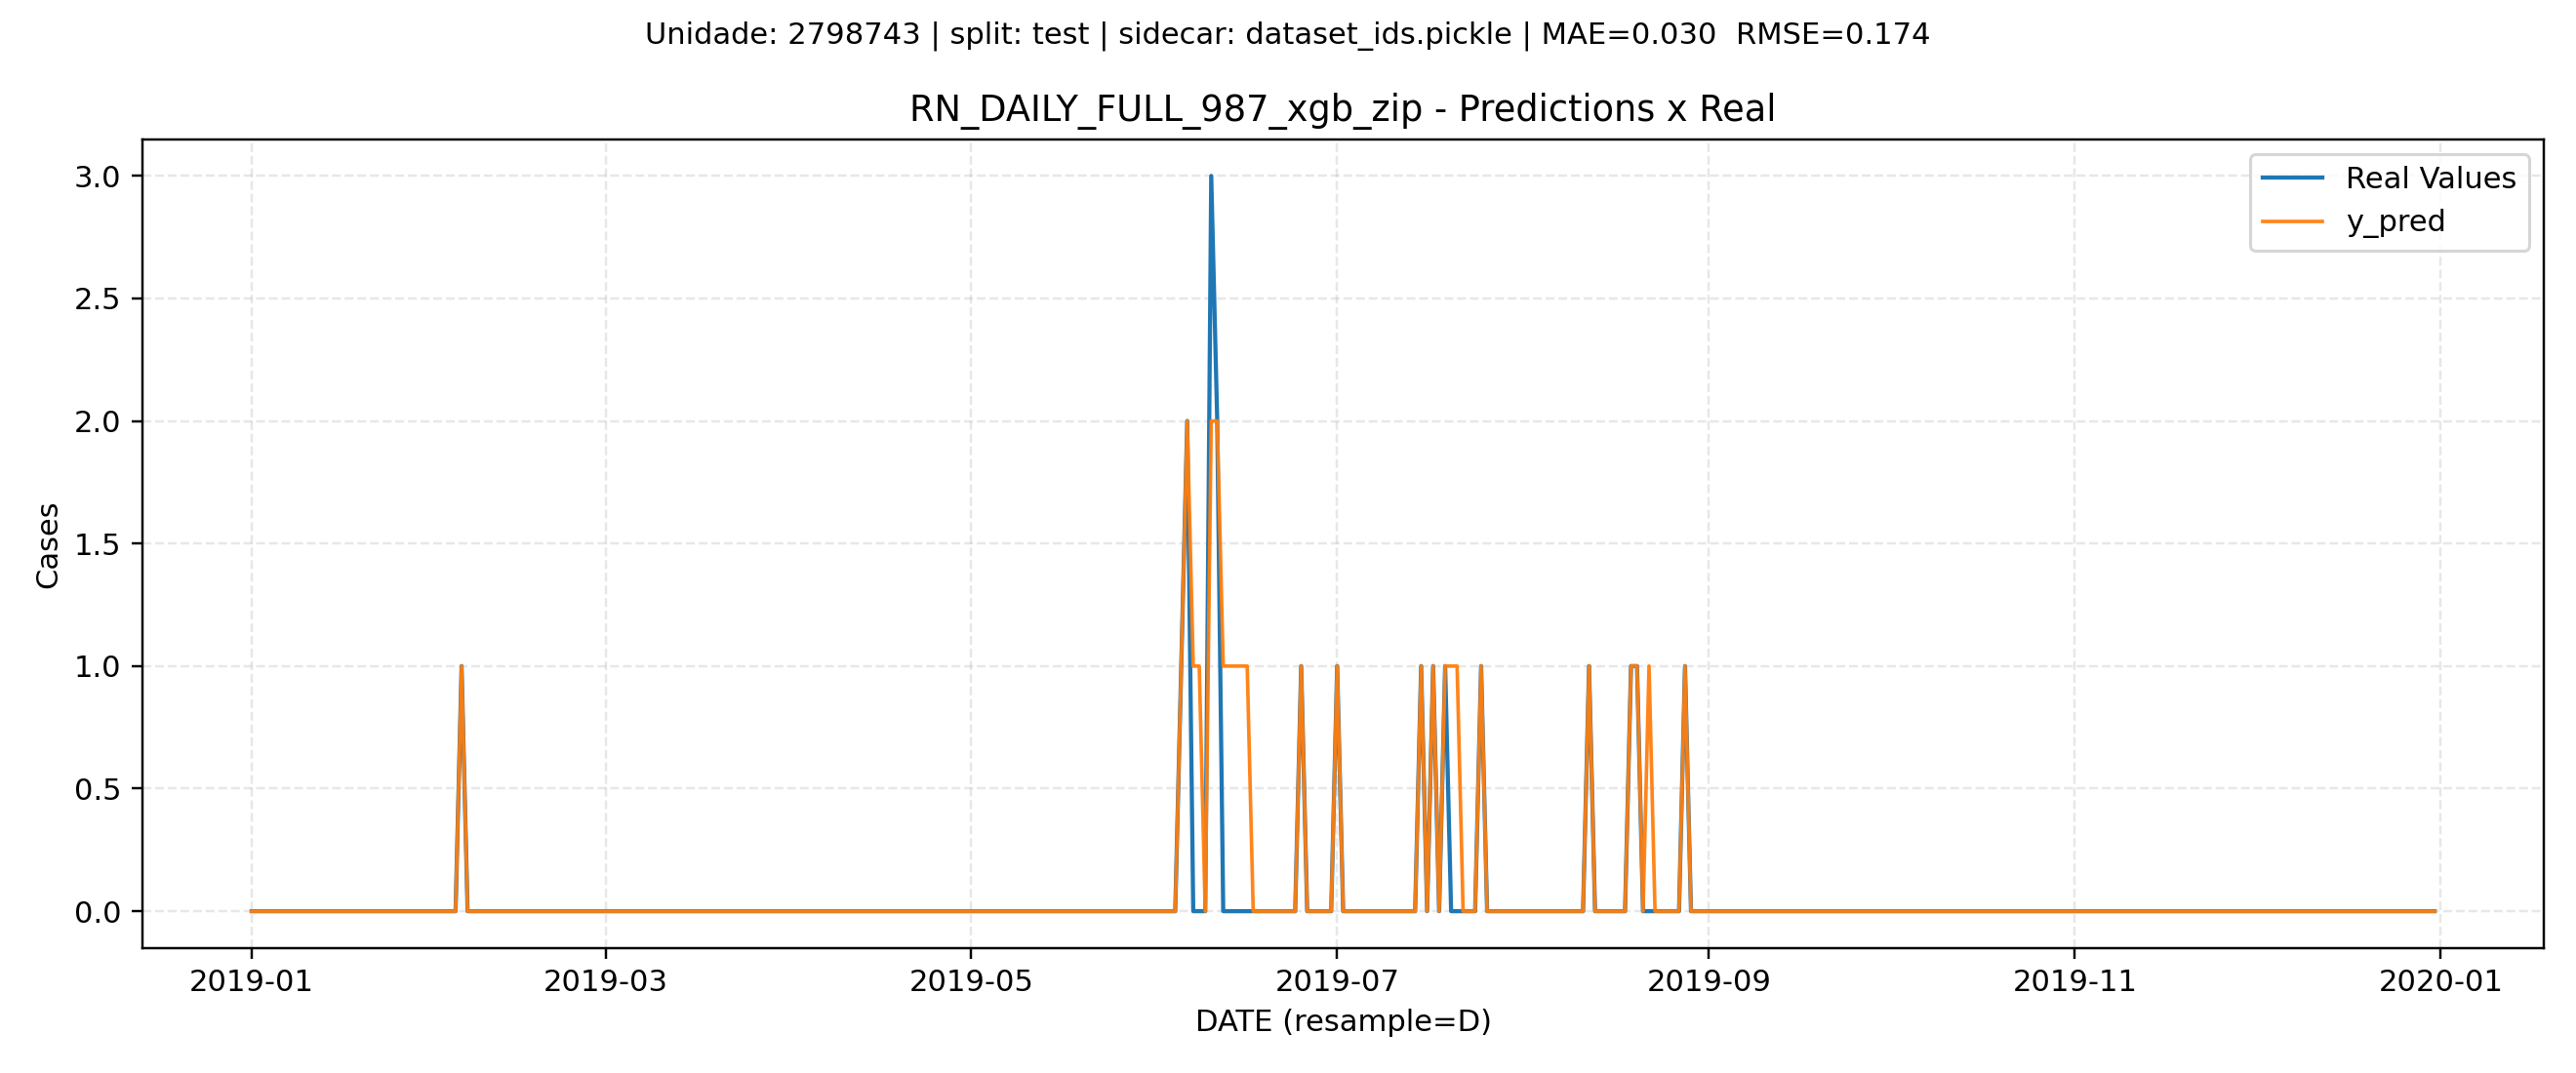 Unidade: 2798743 | split: test | sidecar: dataset_ids.pickle | MAE=0.030  RMSE=0.174
RN_DAILY_FULL_987_xgb_zip - Predictions x Real
Real Values
y_pred
3.0
2.5
2.0
1.5
1.0
0.5
0.0
Cases
2019-01 2019-03 2019-05 2019-07 2019-09 2019-11 2020-01
DATE (resample=D)